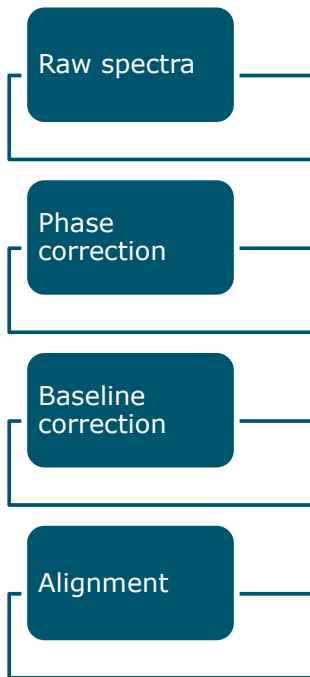 Raw spectra
Phase
correction
Baseline
correction
Alignment